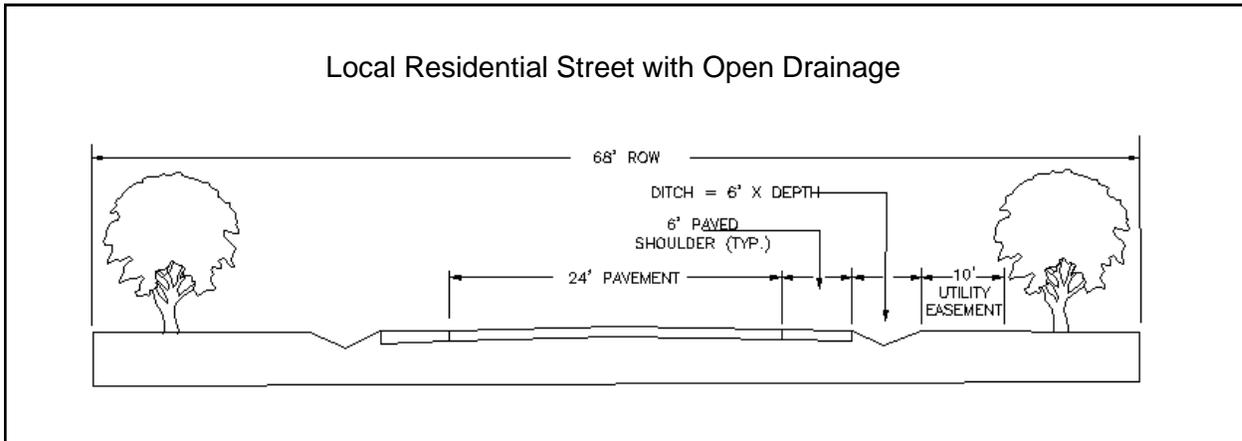 Local Residential Street with Open Drainage
68' ROW
DITCH = 6' X DEPTH
6' PAVED
SHOULDER (TYP.)
24' PAVEMENT
10'
UTILITY
EASEMENT